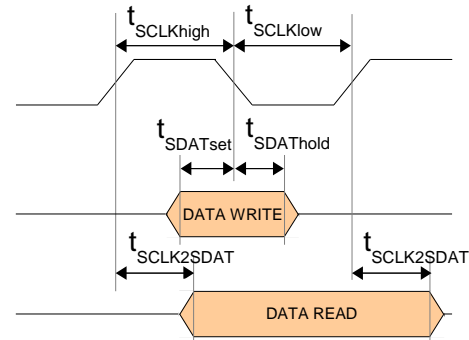 tSCLKhigh tSCLKlow
tSDATset tSDAThold
DATA WRITE
tSCLK2SDAT tSCLK2SDAT
DATA READ